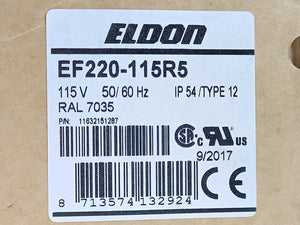 ELDON
EF220-115R5
115 V 50/60 Hz IP 54 /TYPE 12
RAL 7035
P/N: 11632151287
C US
9/2017
8 713574 132924